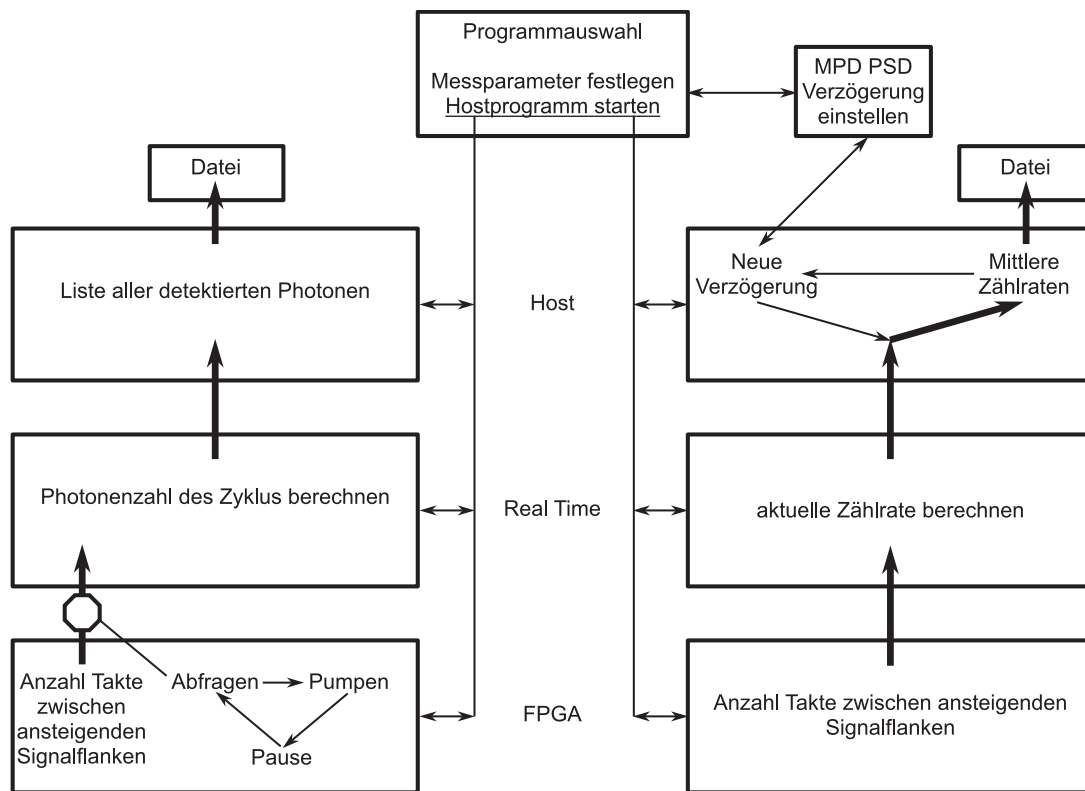 Programmauswahl
Messparameter festlegen
Hostprogramm starten
MPD PSD
Verzögerung
einstellen
Datei
Datei
Liste aller detektierten Photonen
Host
Neue
Verzögerung
Mittlere
Zählraten
Photonenzahl des Zyklus berechnen
Real Time
aktuelle Zählrate berechnen
Anzahl Takte
zwischen
ansteigenden
Signalflanken
Abfragen
Pumpen
Pause
FPGA
Anzahl Takte zwischen ansteigenden
Signalflanken